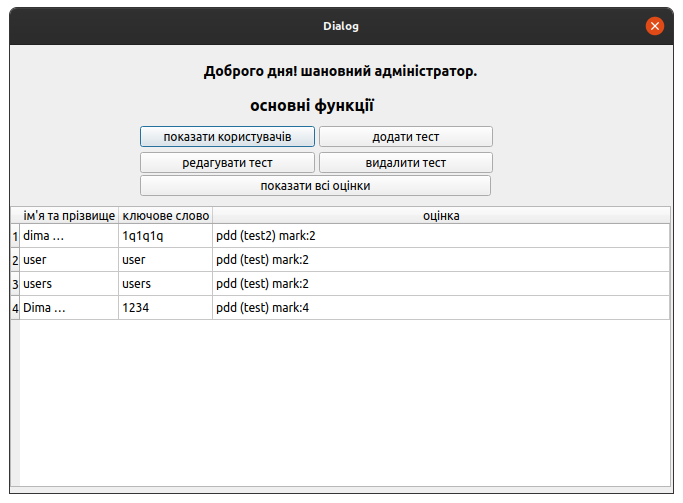 Dialog
Доброго дня! шановний адміністратор.
основні функції
показати користувачів додати тест
редагувати тест видалити тест
показати всі оцінки
ім'я та прізвище ключове слово оцінка
1 dima ... 1q1q1q pdd (test2) mark:2
2 user user pdd (test) mark:2
3 users users pdd (test) mark:2
4 Dima ... 1234 pdd (test) mark:4